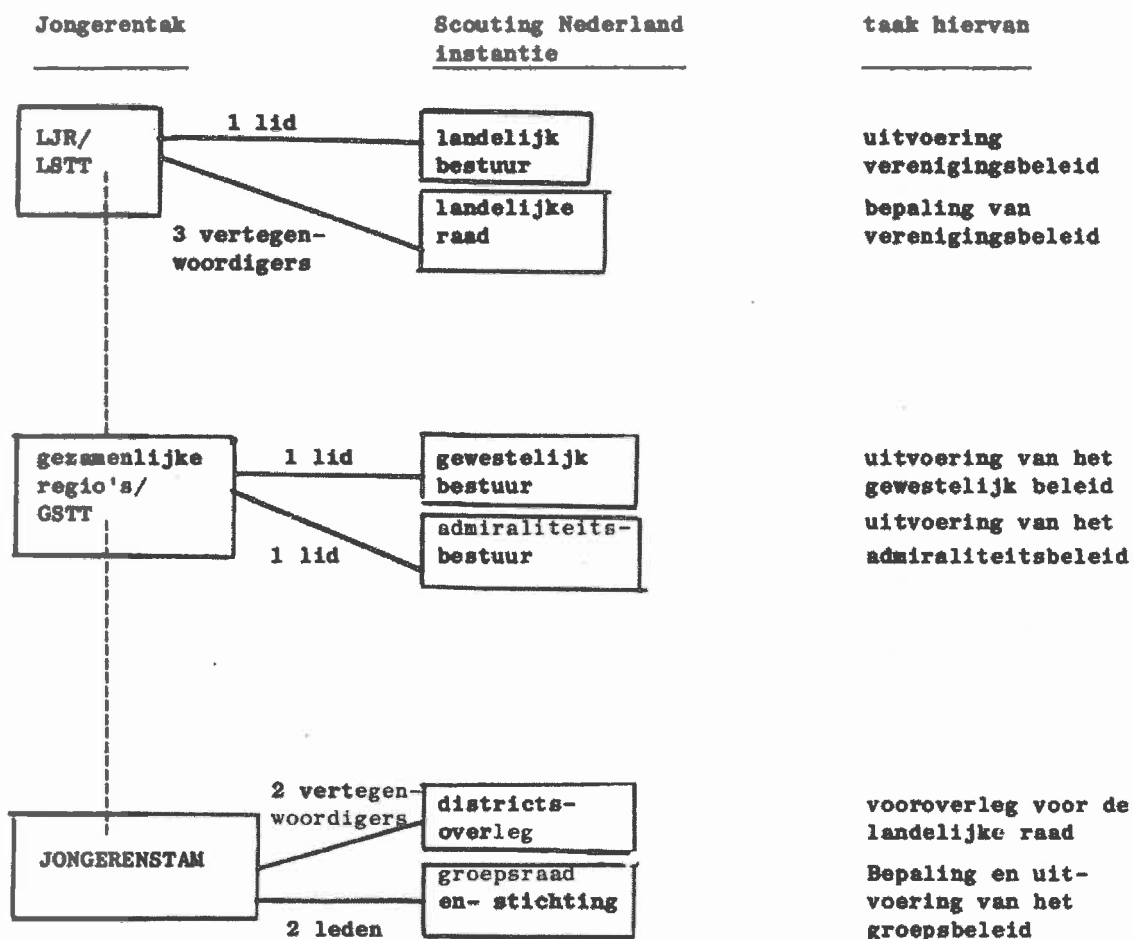 Jongerentak
Scouting Nederland
instantie
taak hiervan
LJR/
LSTT
1 lid
landelijk
bestuur
uitvoering
verenigingsbeleid
3 vertegen-
woordigers
landelijke
raad
bepaling van
verenigingsbeleid
gezamenlijke
regio's/
GSTT
1 lid
gewestelijk
bestuur
uitvoering van het
gewestelijk beleid
1 lid
admiraliteits-
bestuur
uitvoering van het
admiraliteitsbeleid
JONGERENSTAM
2 vertegen-
woordigers
districts-
overleg
vooroverleg voor de
landelijke raad
2 leden
groepsraad
en- stichting
Bepaling en uit-
voering van het
groepsbeleid